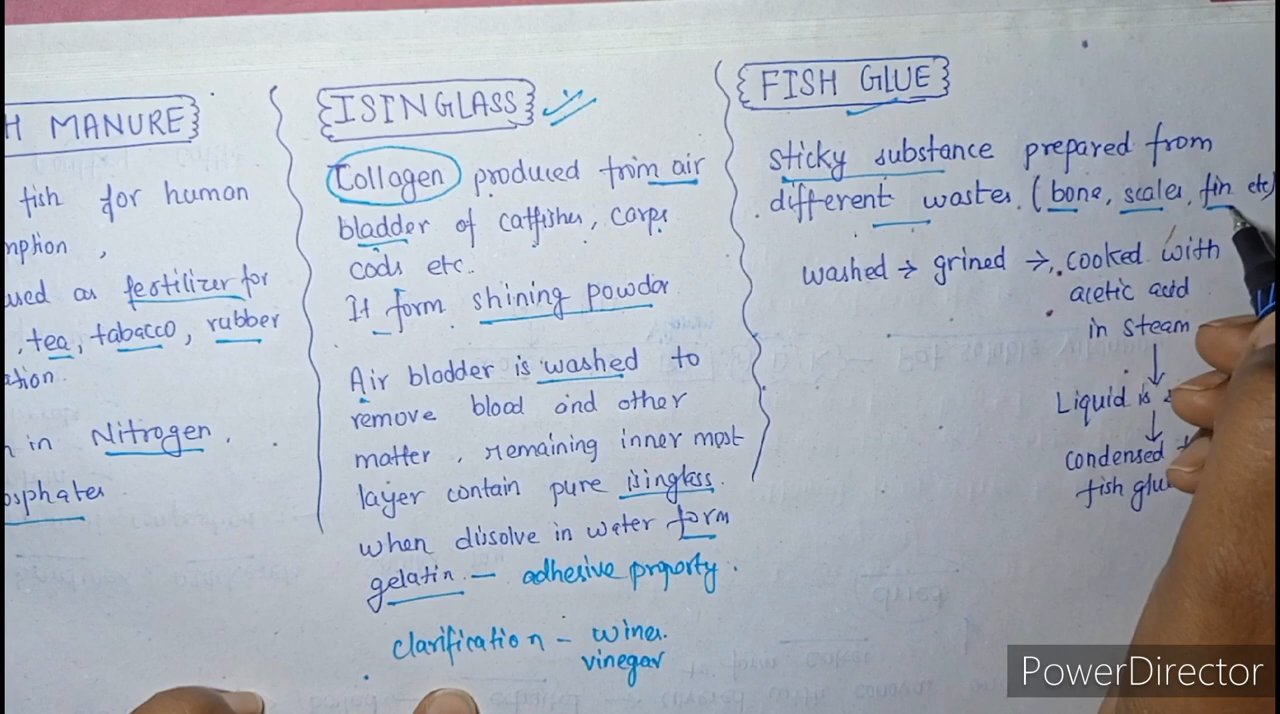 H MANURE
fish for human
mption,
used as fertilizer for
, tea, tabacco, rubber
ation.
h in Nitrogen.
osphates
ISINGLASS
Collagen produced from air
bladder of catfishes, carps
cods etc..
It form shining powder
Air bladder is washed to
remove blood and other
matter, remaining inner most
layer contain pure isinglass.
when dissolve in water form
gelatin. – adhesive property.
clarification – wines.
vinegar
FISH GLUE
sticky substance prepared from
different wastes. (bone, scales, fin etc)
washed → grined → cooked with
acetic acid
in steam
↓
Liquid is
↓
condensed
fish glu
PowerDirector